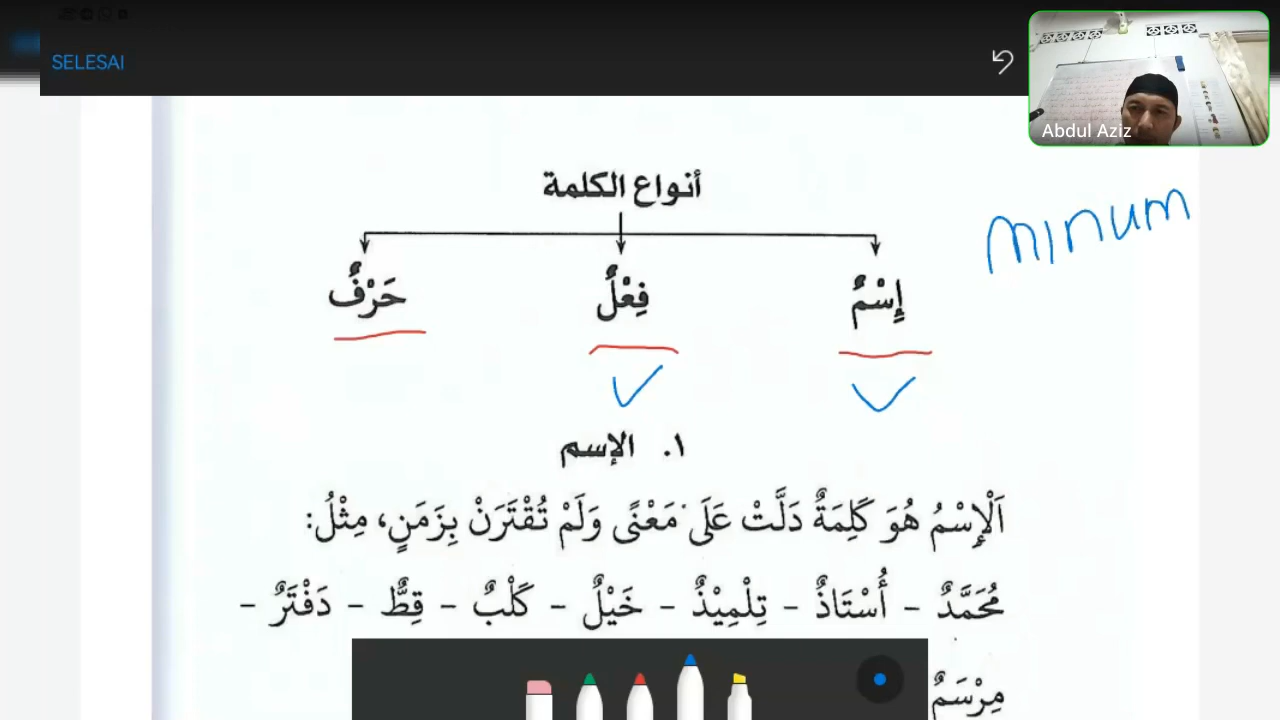 SELESAI
Abdul Aziz
أنواع الكلمة
minum
إِسْمٌ فِعْلٌ حَرْفٌ
١. الإسم
اَلْإِسْمُ هُوَ كَلِمَةٌ دَلَّتْ عَلَى مَعْنًى وَلَمْ تُقْتَرَنْ بِزَمَنٍ، مِثْلُ:
مُحَمَّدٌ - أُسْتَاذٌ - تِلْمِيْذٌ - خَيْلٌ - كَلْبٌ - قِطٌّ - دَفْتَرٌ -
مِرْسَمٌ